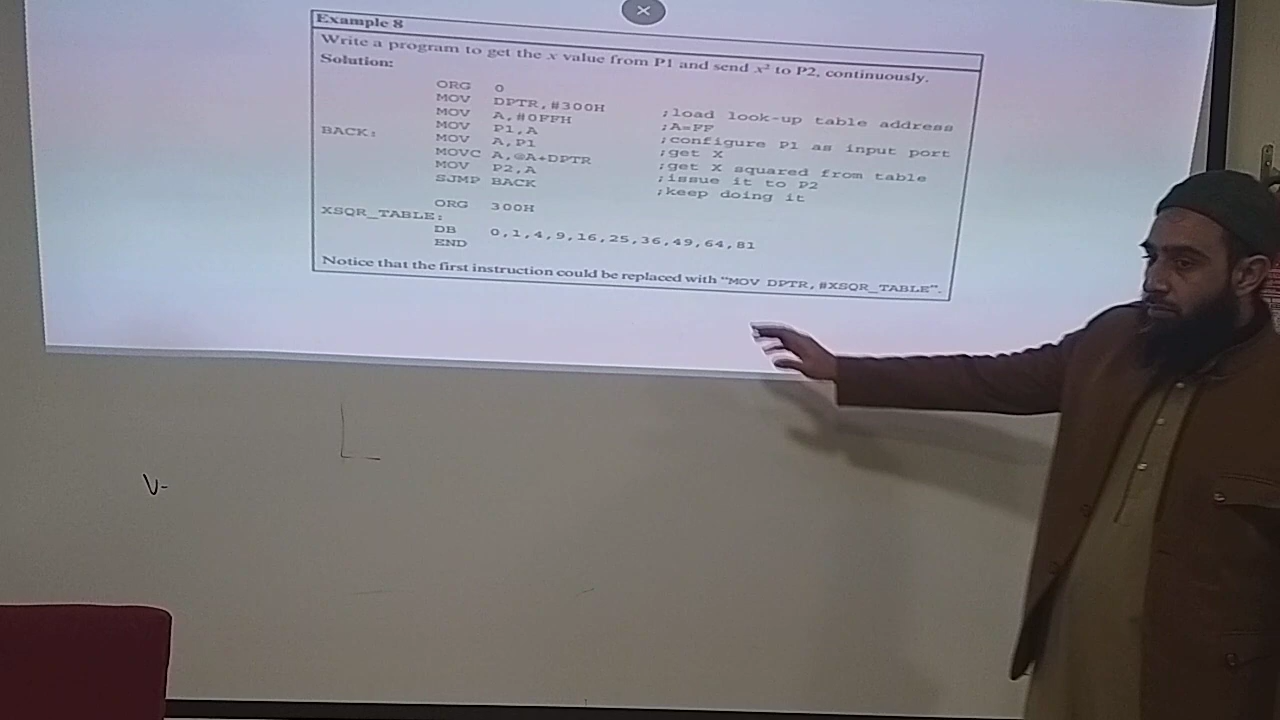 Example 8
Write a program to get the x value from P1 and send x² to P2, continuously.
Solution:
ORG 0
MOV DPTR,#300H ;load look-up table address
MOV A,#0FFH ;A=FF
MOV P1,A ;configure P1 as input port
BACK: MOV A,P1 ;get X
MOVC A,@A+DPTR ;get X squared from table
MOV P2,A ;issue it to P2
SJMP BACK ;keep doing it
ORG 300H
XSQR_TABLE:
DB 0,1,4,9,16,25,36,49,64,81
END
Notice that the first instruction could be replaced with “MOV DPTR,#XSQR_TABLE”.